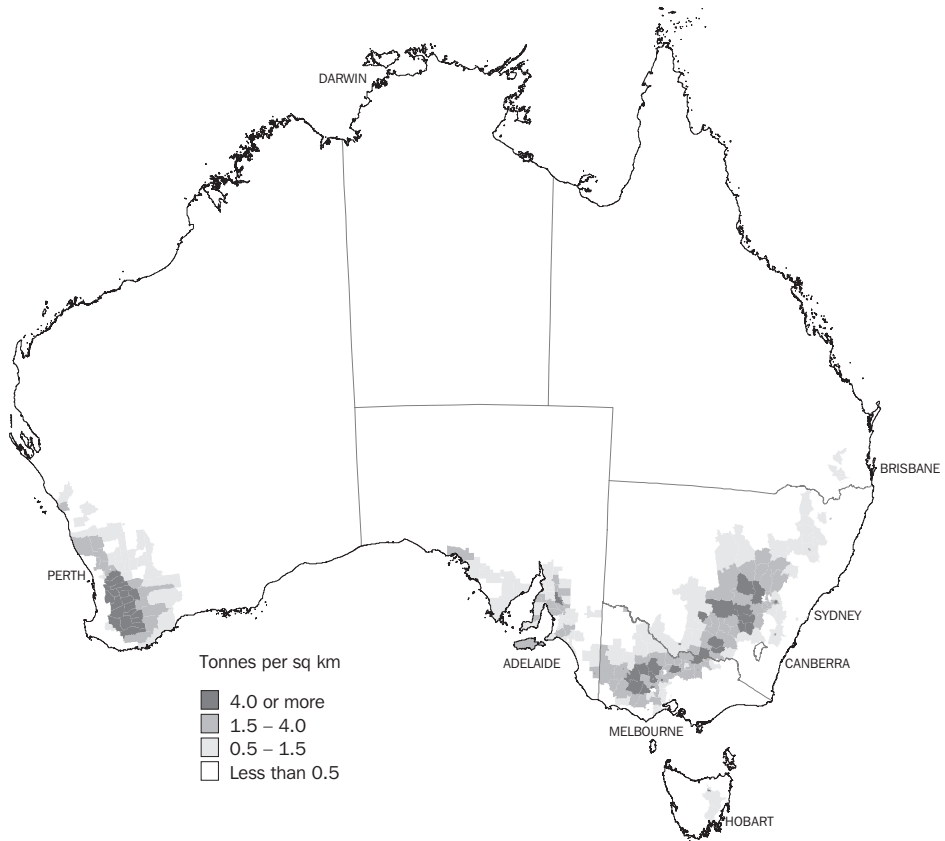 DARWIN
BRISBANE
PERTH
SYDNEY
Tonnes per sq km
ADELAIDE
CANBERRA
4.0 or more
1.5 – 4.0
MELBOURNE
0.5 – 1.5
Less than 0.5
HOBART